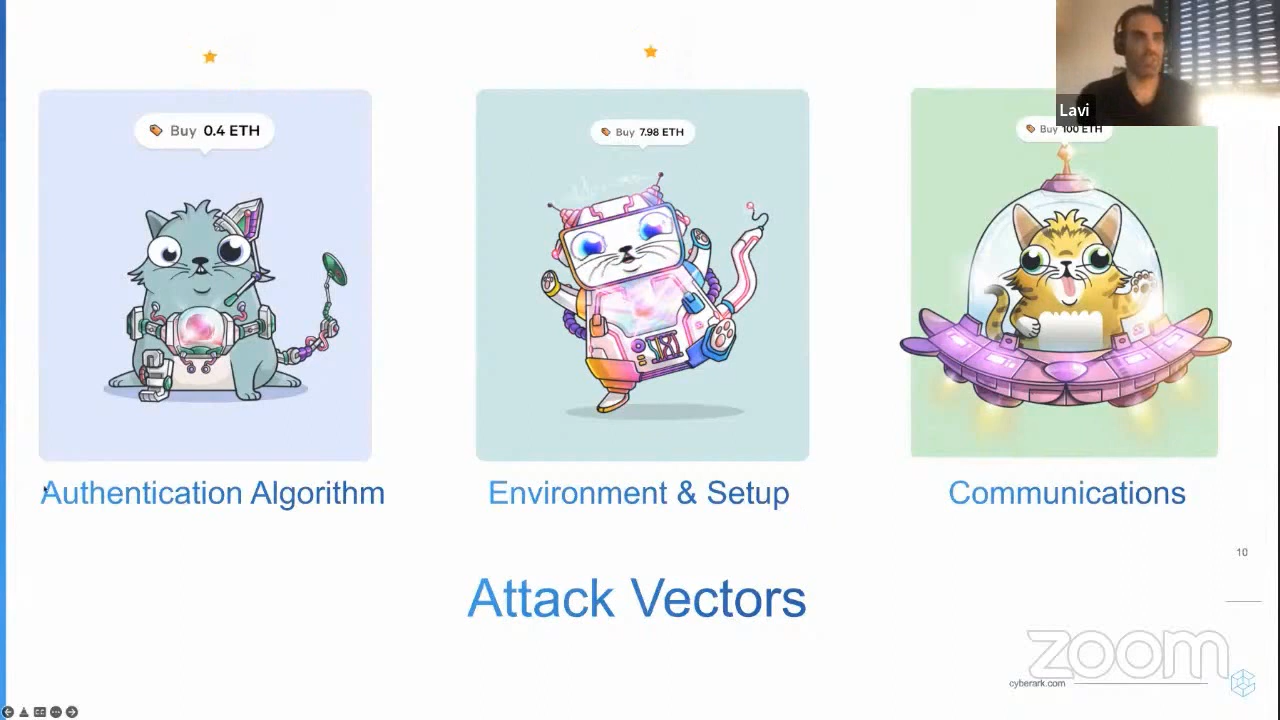 Lavi
Buy 0.4 ETH
Buy 7.98 ETH
Buy 100 ETH
Authentication Algorithm
Environment & Setup
Communications
10
Attack Vectors
zoom
cyberark.com